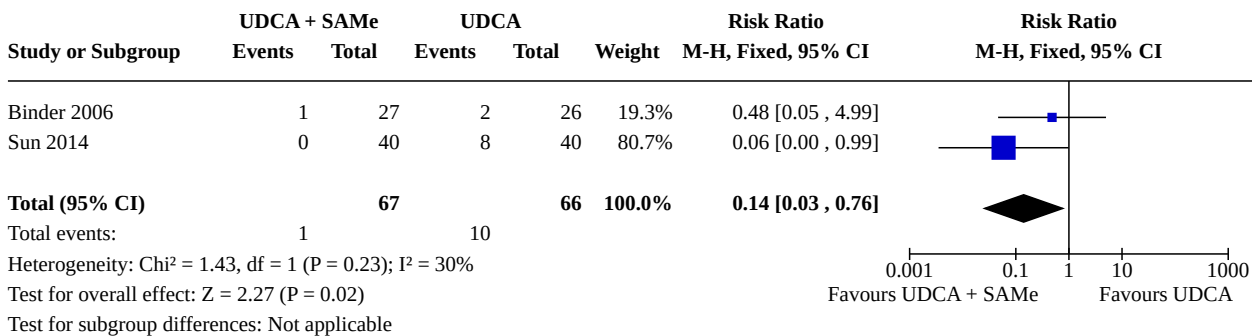 UDCA + SAMe UDCA Risk Ratio Risk Ratio
Study or Subgroup Events Total Events Total Weight M-H, Fixed, 95% CI M-H, Fixed, 95% CI
Binder 2006 1 27 2 26 19.3% 0.48 [0.05 , 4.99]
Sun 2014 0 40 8 40 80.7% 0.06 [0.00 , 0.99]
Total (95% CI) 67 66 100.0% 0.14 [0.03 , 0.76]
Total events: 1 10
Heterogeneity: Chi² = 1.43, df = 1 (P = 0.23); I² = 30%
0.001 0.1 1 10 1000
Test for overall effect: Z = 2.27 (P = 0.02) Favours UDCA + SAMe Favours UDCA
Test for subgroup differences: Not applicable